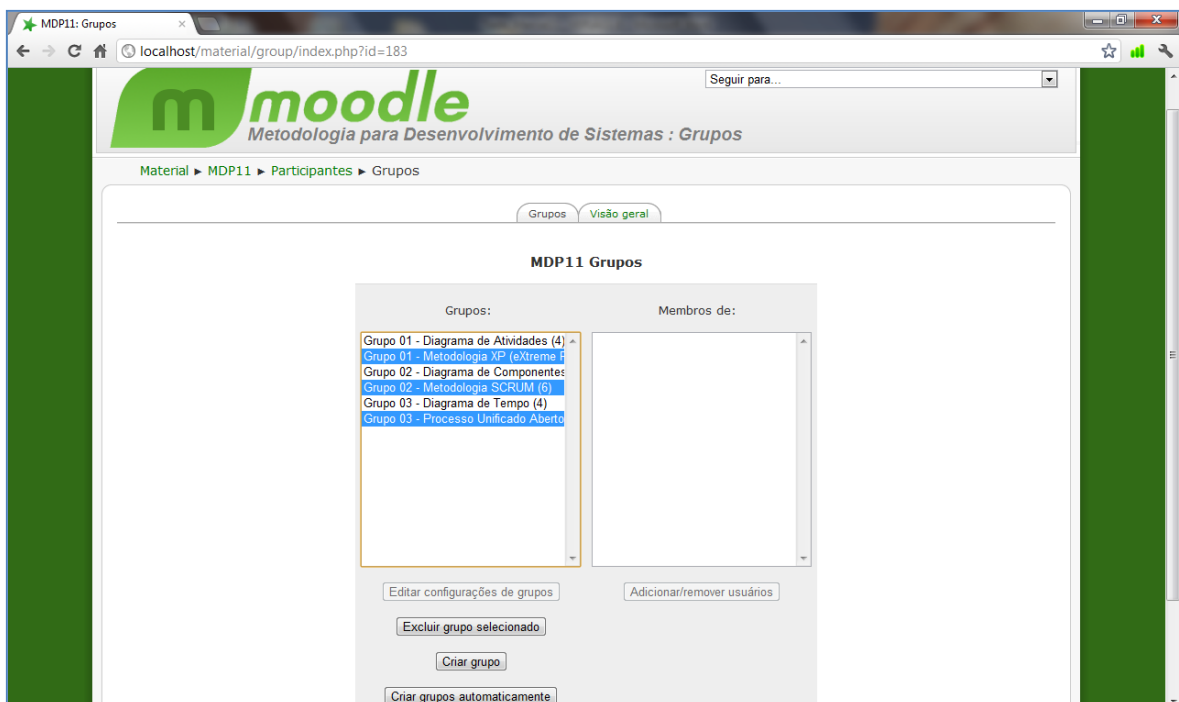 MDP11: Grupos
localhost/material/group/index.php?id=183
Seguir para...
moodle
Metodologia para Desenvolvimento de Sistemas : Grupos
Material ► MDP11 ► Participantes ► Grupos
Grupos
Visão geral
MDP11 Grupos
Grupos:
Membros de:
Grupo 01 - Diagrama de Atividades (4)
Grupo 01 - Metodologia XP (eXtreme
Grupo 02 - Diagrama de Componentes
Grupo 02 - Metodologia SCRUM (6)
Grupo 03 - Diagrama de Tempo (4)
Grupo 03 - Processo Unificado Aberto
Editar configurações de grupos
Adicionar/remover usuários
Excluir grupo selecionado
Criar grupo
Criar grupos automaticamente